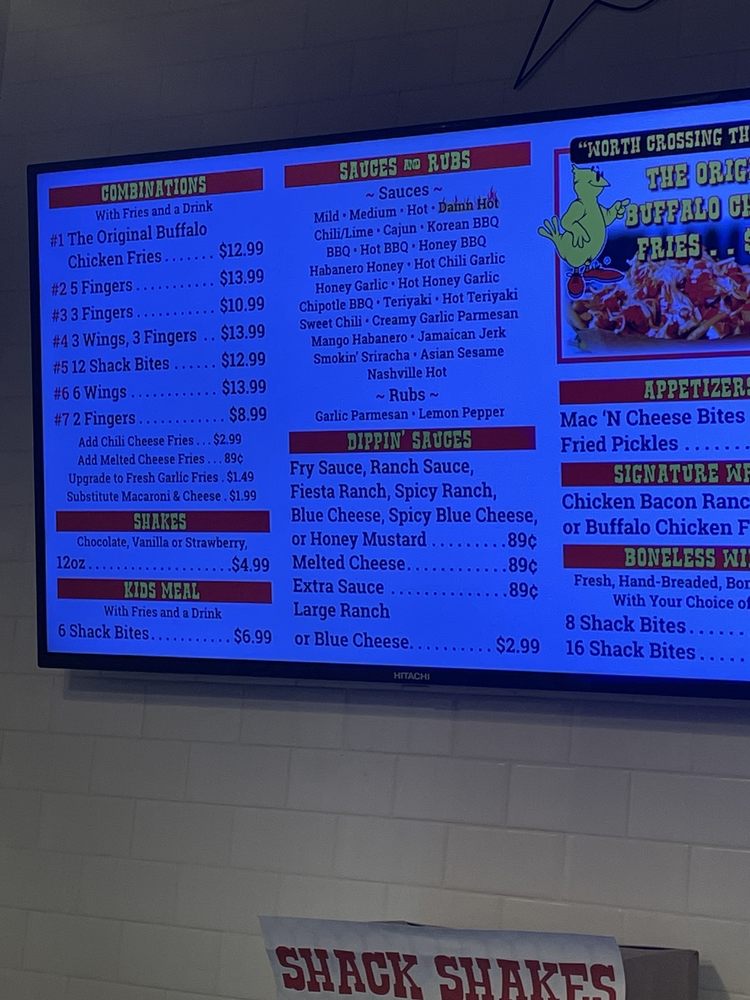 COMBINATIONS
With Fries and a Drink
#1 The Original Buffalo
Chicken Fries ....... $12.99
#2 5 Fingers ............ $13.99
#3 3 Fingers ............ $10.99
#4 3 Wings, 3 Fingers .. $13.99
#5 12 Shack Bites ...... $12.99
#6 6 Wings ............. $13.99
#7 2 Fingers ............. $8.99
Add Chili Cheese Fries ... $2.99
Add Melted Cheese Fries ... 89¢
Upgrade to Fresh Garlic Fries . $1.49
Substitute Macaroni & Cheese . $1.99
SHAKES
Chocolate, Vanilla or Strawberry,
12oz ..................... $4.99
KIDS MEAL
With Fries and a Drink
6 Shack Bites ............ $6.99
SAUCES AND RUBS
~ Sauces ~
Mild • Medium • Hot • Damn Hot
Chili/Lime • Cajun • Korean BBQ
BBQ • Hot BBQ • Honey BBQ
Habanero Honey • Hot Chili Garlic
Honey Garlic • Hot Honey Garlic
Chipotle BBQ • Teriyaki • Hot Teriyaki
Sweet Chili • Creamy Garlic Parmesan
Mango Habanero • Jamaican Jerk
Smokin' Sriracha • Asian Sesame
Nashville Hot
~ Rubs ~
Garlic Parmesan • Lemon Pepper
DIPPIN' SAUCES
Fry Sauce, Ranch Sauce,
Fiesta Ranch, Spicy Ranch,
Blue Cheese, Spicy Blue Cheese,
or Honey Mustard .......... 89¢
Melted Cheese ............. 89¢
Extra Sauce ............... 89¢
Large Ranch
or Blue Cheese .......... $2.99
"WORTH CROSSING
THE
BUFFALO
FRIES .. $
APPETIZERS
Mac 'N Cheese Bites
Fried Pickles ........
SIGNATURE
Chicken Bacon
or Buffalo Chicken
BONELESS
Fresh, Hand-Breaded,
With Your Choice of
8 Shack Bites .....
16 Shack Bites ....
HITACHI
SHACK SHAKES